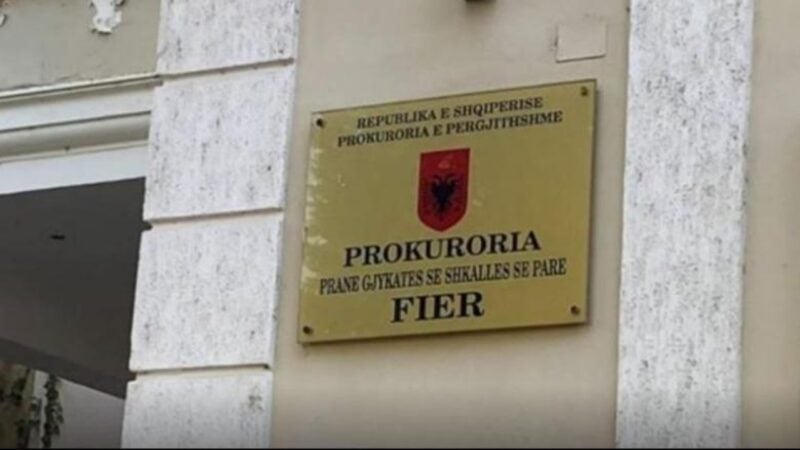 REPUBLIKA E SHQIPERISE
PROKURORIA E PERGJITHSHME
PROKURORIA
PRANE GJYKATES SE SHKALLES SE PARE
FIER